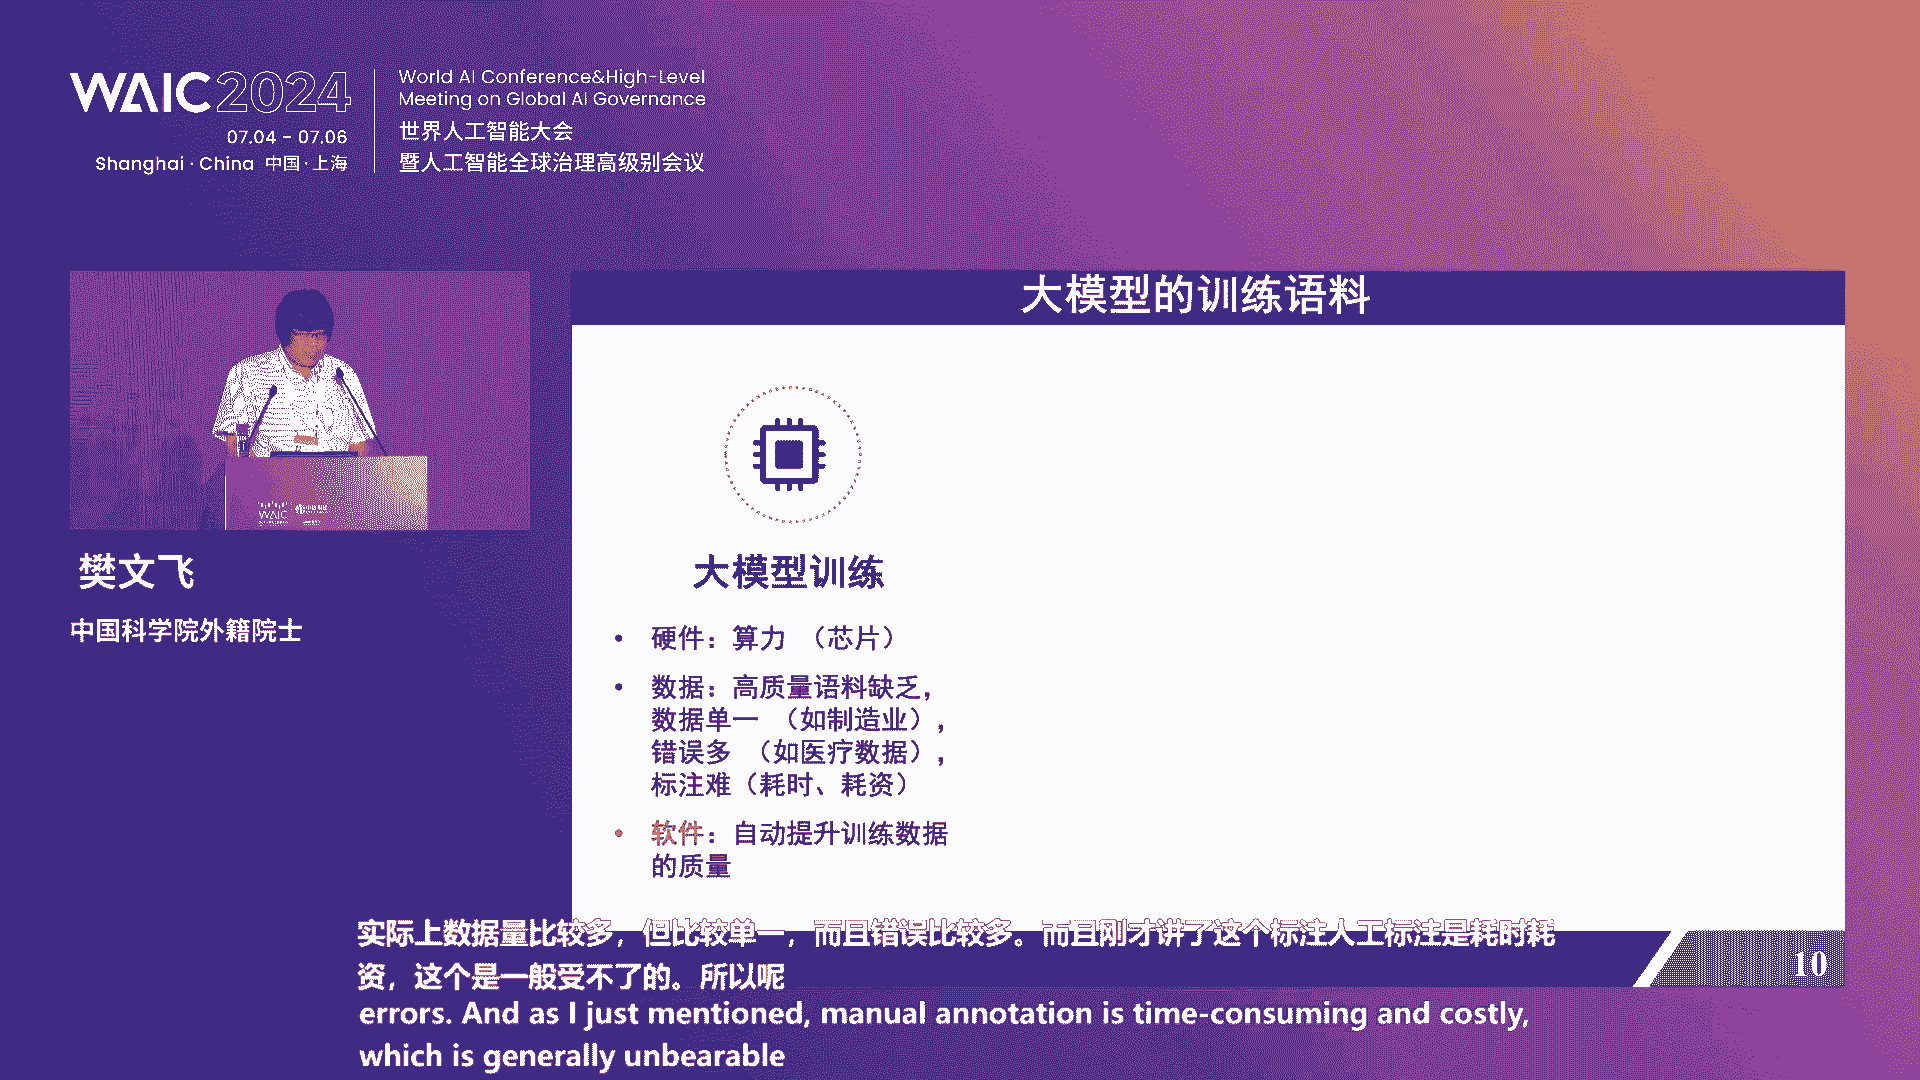 WAIC 2024
07.04 - 07.06
Shanghai · China 中国·上海
World AI Conference&High-Level
Meeting on Global AI Governance
世界人工智能大会
暨人工智能全球治理高级别会议
WAIC
樊文飞
中国科学院外籍院士
大模型的训练语料
大模型训练
• 硬件：算力 （芯片）
• 数据：高质量语料缺乏，
数据单一 （如制造业），
错误多 （如医疗数据），
标注难（耗时、耗资）
• 软件：自动提升训练数据
的质量
10
实际上数据量比较多，但比较单一，而且错误比较多。而且刚才讲了这个标注人工标注是耗时耗
资，这个是一般受不了的。所以呢
errors. And as I just mentioned, manual annotation is time-consuming and costly,
which is generally unbearable